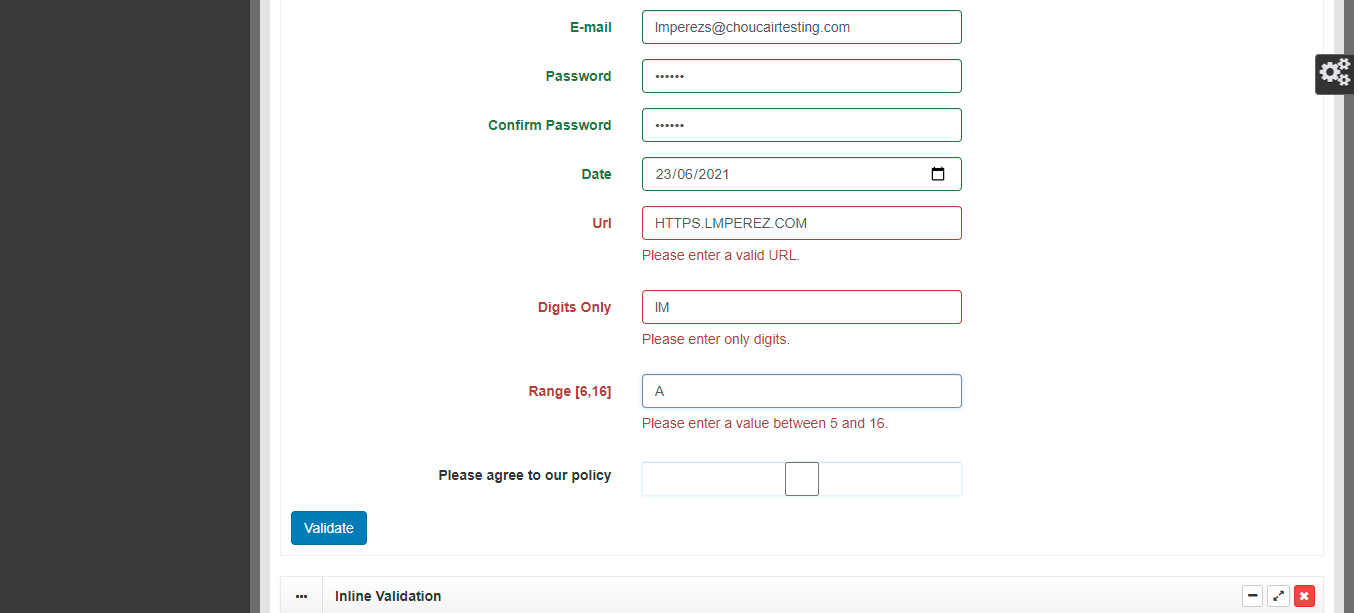 E-mail lmperezs@choucairtesting.com
Password ••••••
Confirm Password ••••••
Date 23/06/2021
Url HTTPS.LMPEREZ.COM
Please enter a valid URL.
Digits Only lM
Please enter only digits.
Range [6,16] A
Please enter a value between 5 and 16.
Please agree to our policy
Validate
Inline Validation